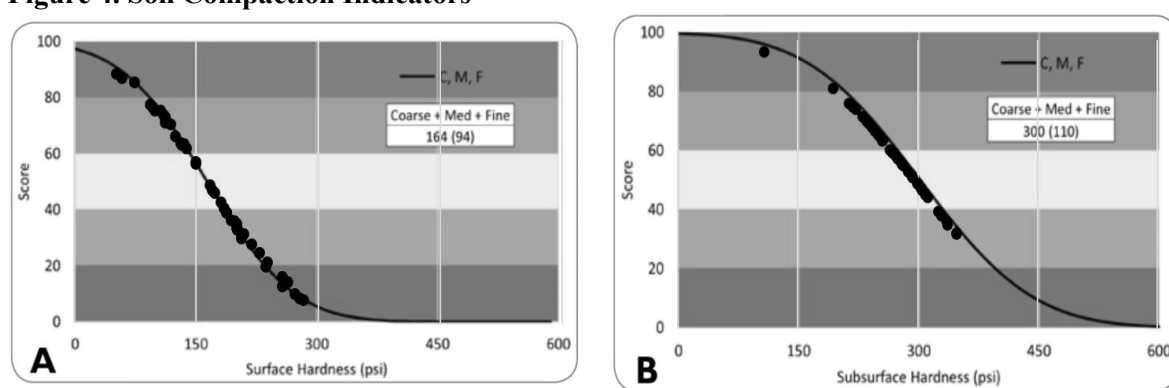 Figure 4. Soil Compaction Indicators
100
80
60
40
20
0
Score
C, M, F
Coarse + Med + Fine
164 (94)
0 150 300 450 600
Surface Hardness (psi)
A
100
80
60
40
20
0
Score
C, M, F
Coarse + Med + Fine
300 (110)
0 150 300 450 600
Subsurface Hardness (psi)
B